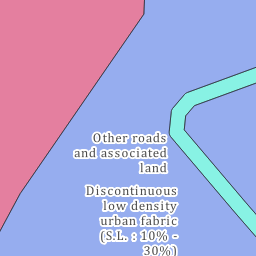 Other roads
and associated
land
Discontinuous
low density
urban fabric
(S.L. : 10% -
30%)